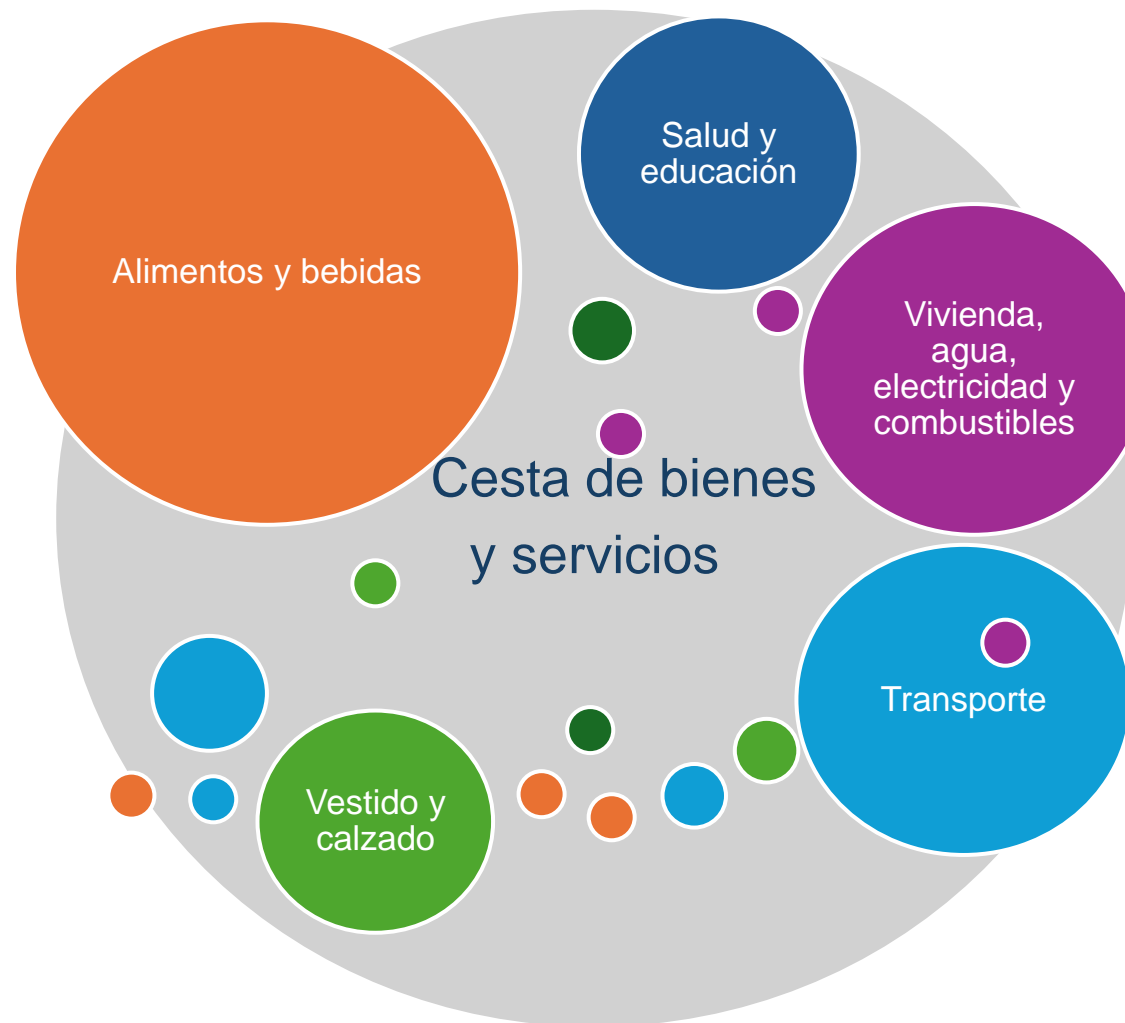 Salud y
educación
Alimentos y bebidas
Vivienda,
agua,
electricidad y
combustibles
Cesta de bienes
y servicios
Transporte
Vestido y
calzado